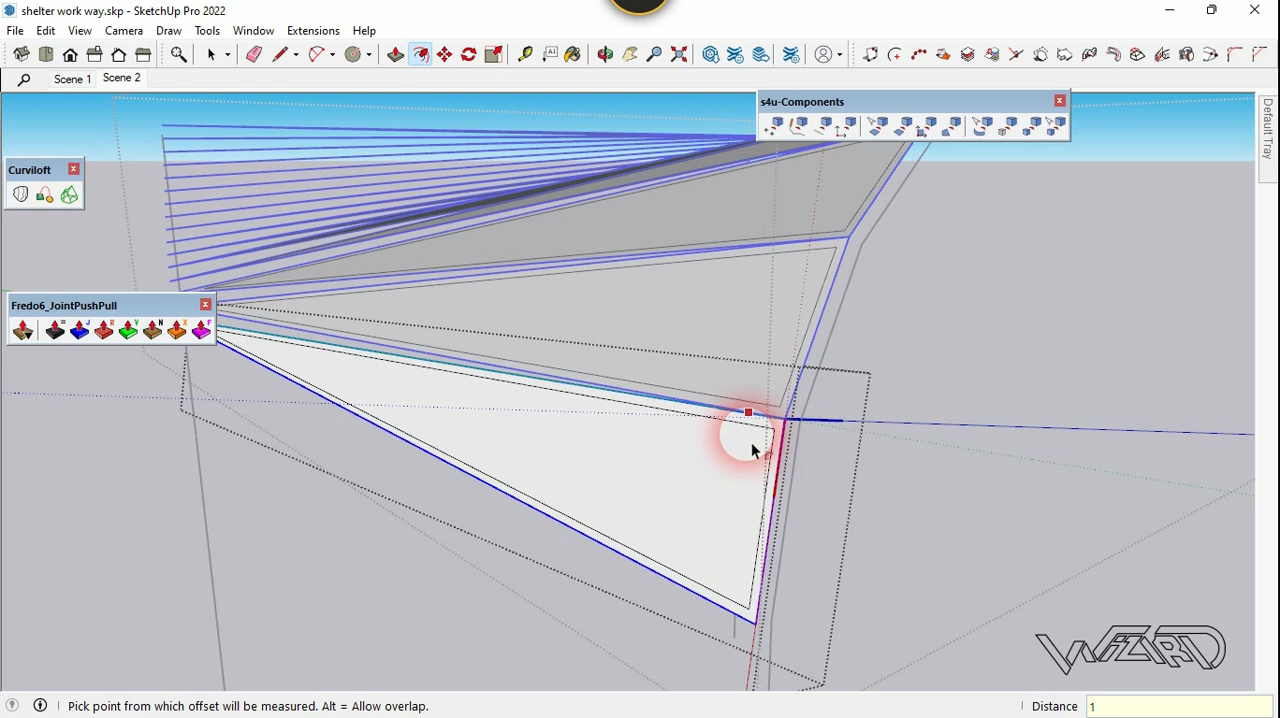 shelter work way.skp - SketchUp Pro 2022
File Edit View Camera Draw Tools Window Extensions Help
Scene 1 Scene 2
s4u-Components
Default Tray
Curviloft
Fredo6_JointPushPull
WIZARD
Pick point from which offset will be measured. Alt = Allow overlap.
Distance 1